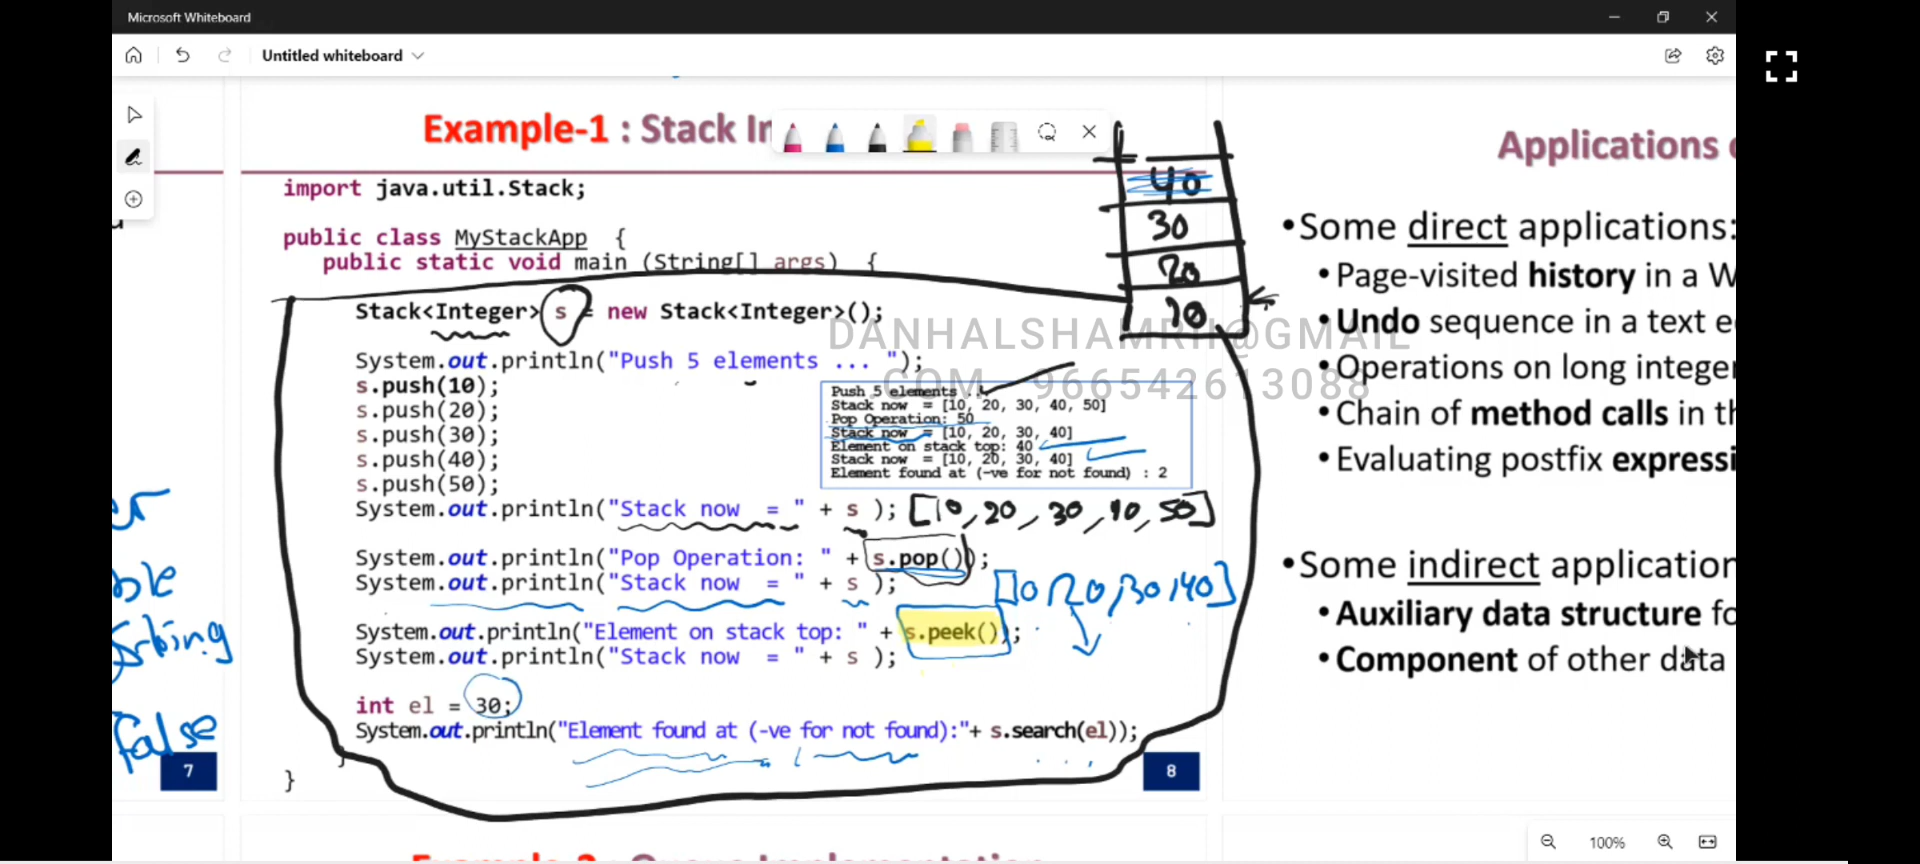 Microsoft Whiteboard
Untitled whiteboard
Example-1 : Stack
import java.util.Stack;
public class MyStackApp {
public static void main (String[] args) {
Stack<Integer> s = new Stack<Integer>();
System.out.println("Push 5 elements ... ");
s.push(10);
s.push(20);
s.push(30);
s.push(40);
s.push(50);
System.out.println("Stack now = " + s ); [10, 20, 30, 40, 50]
System.out.println("Pop Operation: " + s.pop());
System.out.println("Stack now = " + s ); [10, 20, 30, 40]
System.out.println("Element on stack top: " + s.peek());
System.out.println("Stack now = " + s );
int el = 30;
System.out.println("Element found at (-ve for not found):"+ s.search(el));
}
}
Push 5 elements ...
Stack now = [10, 20, 30, 40, 50]
Pop Operation: 50
Stack now = [10, 20, 30, 40]
Element on stack top: 40
Stack now = [10, 20, 30, 40]
Element found at (-ve for not found) : 2
40
30
20
10
DANHALSHAMRII@GMAIL
COM 966542613088
8
Applications
•Some direct applications:
•Page-visited history in a W
•Undo sequence in a text
•Operations on long
•Chain of method calls in
•Evaluating postfix
•Some indirect
•Auxiliary data structure
•Component of other data
String
false
7
100%